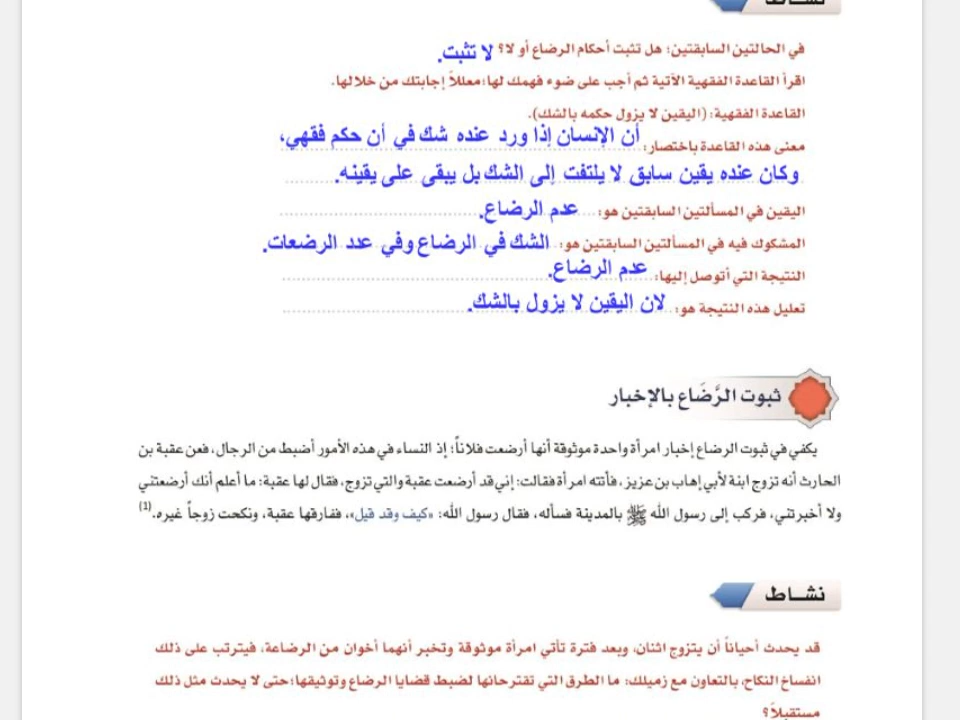 نشـــاط
في الحالتين السابقتين؛ هل تثبت أحكام الرضاع أو لا؟ لا تثبت.
اقرأ القاعدة الفقهية الآتية ثم أجب على ضوء فهمك لها؛ معللاً إجابتك من خلالها.
القاعدة الفقهية: (اليقين لا يزول حكمه بالشك).
معنى هذه القاعدة باختصار: أن الإنسان إذا ورد عنده شك في أن حكم فقهي،
وكان عنده يقين سابق لا يلتفت إلى الشك بل يبقى على يقينه.
اليقين في المسألتين السابقتين هو: عدم الرضاع.
المشكوك فيه في المسألتين السابقتين هو: الشك في الرضاع وفي عدد الرضعات.
النتيجة التي أتوصل إليها: عدم الرضاع.
تعليل هذه النتيجة هو: لان اليقين لا يزول بالشك.
ثبوت الرَّضَاع بالإخبار
يكفي في ثبوت الرضاع إخبار امرأة واحدة موثوقة أنها أرضعت فلاناً؛ إذ النساء في هذه الأمور أضبط من الرجال، فعن عقبة بن
الحارث أنه تزوج ابنة لأبي إهاب بن عزيز، فأتته امرأة فقالت: إني قد أرضعت عقبة والتي تزوج، فقال لها عقبة: ما أعلم أنك أرضعتني
ولا أخبرتني، فركب إلى رسول الله ﷺ بالمدينة فسأله، فقال رسول الله: «كيف وقد قيل»، ففارقها عقبة، ونكحت زوجاً غيره.(1)
نشـــاط
قد يحدث أحياناً أن يتزوج اثنان، وبعد فترة تأتي امرأة موثوقة وتخبر أنهما أخوان من الرضاعة، فيترتب على ذلك
انفساخ النكاح، بالتعاون مع زميلك: ما الطرق التي تقترحانها لضبط قضايا الرضاع وتوثيقها؛ حتى لا يحدث مثل ذلك
مستقبلاً؟